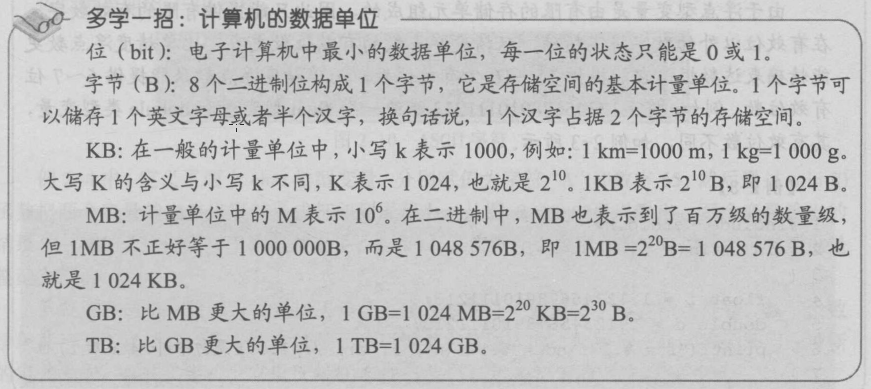 多学一招：计算机的数据单位
位（bit）：电子计算机中最小的数据单位，每一位的状态只能是 0 或 1。
字节（B）：8 个二进制位构成 1 个字节，它是存储空间的基本计量单位。1 个字节可
以储存 1 个英文字母或者半个汉字，换句话说，1 个汉字占据 2 个字节的存储空间。
KB：在一般的计量单位中，小写 k 表示 1000，例如：1 km=1000 m，1 kg=1 000 g。
大写 K 的含义与小写 k 不同，K 表示 1 024，也就是 2¹⁰。1KB 表示 2¹⁰ B，即 1 024 B。
MB：计量单位中的 M 表示 10⁶。在二进制中，MB 也表示到了百万级的数量级，
但 1MB 不正好等于 1 000 000B，而是 1 048 576B，即 1MB =2²⁰B= 1 048 576 B，也
就是 1 024 KB。
GB：比 MB 更大的单位，1 GB=1 024 MB=2²⁰ KB=2³⁰ B。
TB：比 GB 更大的单位，1 TB=1 024 GB。